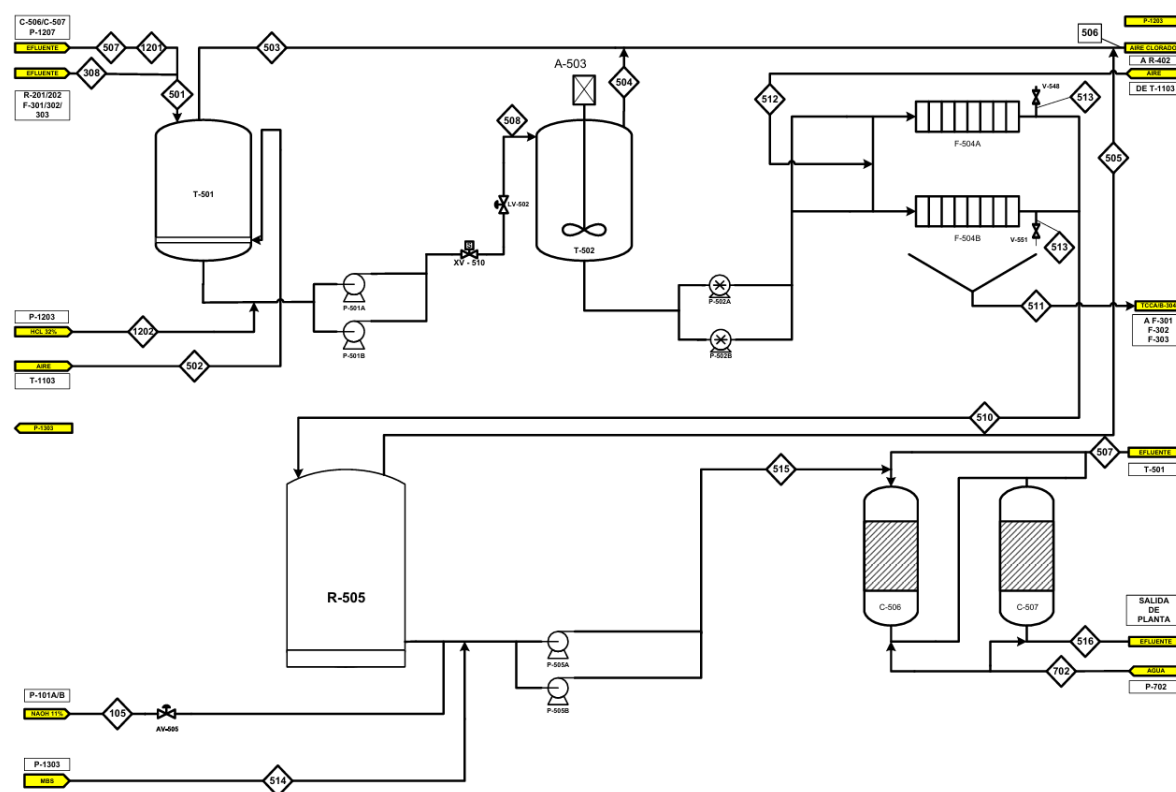 C-506/C-507
P-1207
EFLUENTE
507
1201
503
506
P-1203
AIRE CLORADO
A R-402
AIRE
DE T-1103
EFLUENTE
308
R-201/202
F-301/302/
303
501
A-503
504
512
V-548
513
508
F-504A
505
T-501
LV-502
F-504B
T-502
V-551
513
XV - 510
S
P-501A
P-502A
511
TCCA/B-304
A F-301
F-302
F-303
P-1203
HCL 32%
1202
P-501B
P-502B
AIRE
502
T-1103
510
P-1303
507
EFLUENTE
T-501
515
R-505
C-506
C-507
SALIDA
DE
PLANTA
516
EFLUENTE
P-505A
702
AGUA
P-702
P-505B
P-101A/B
NAOH 11%
105
AV-505
P-1303
MBS
514